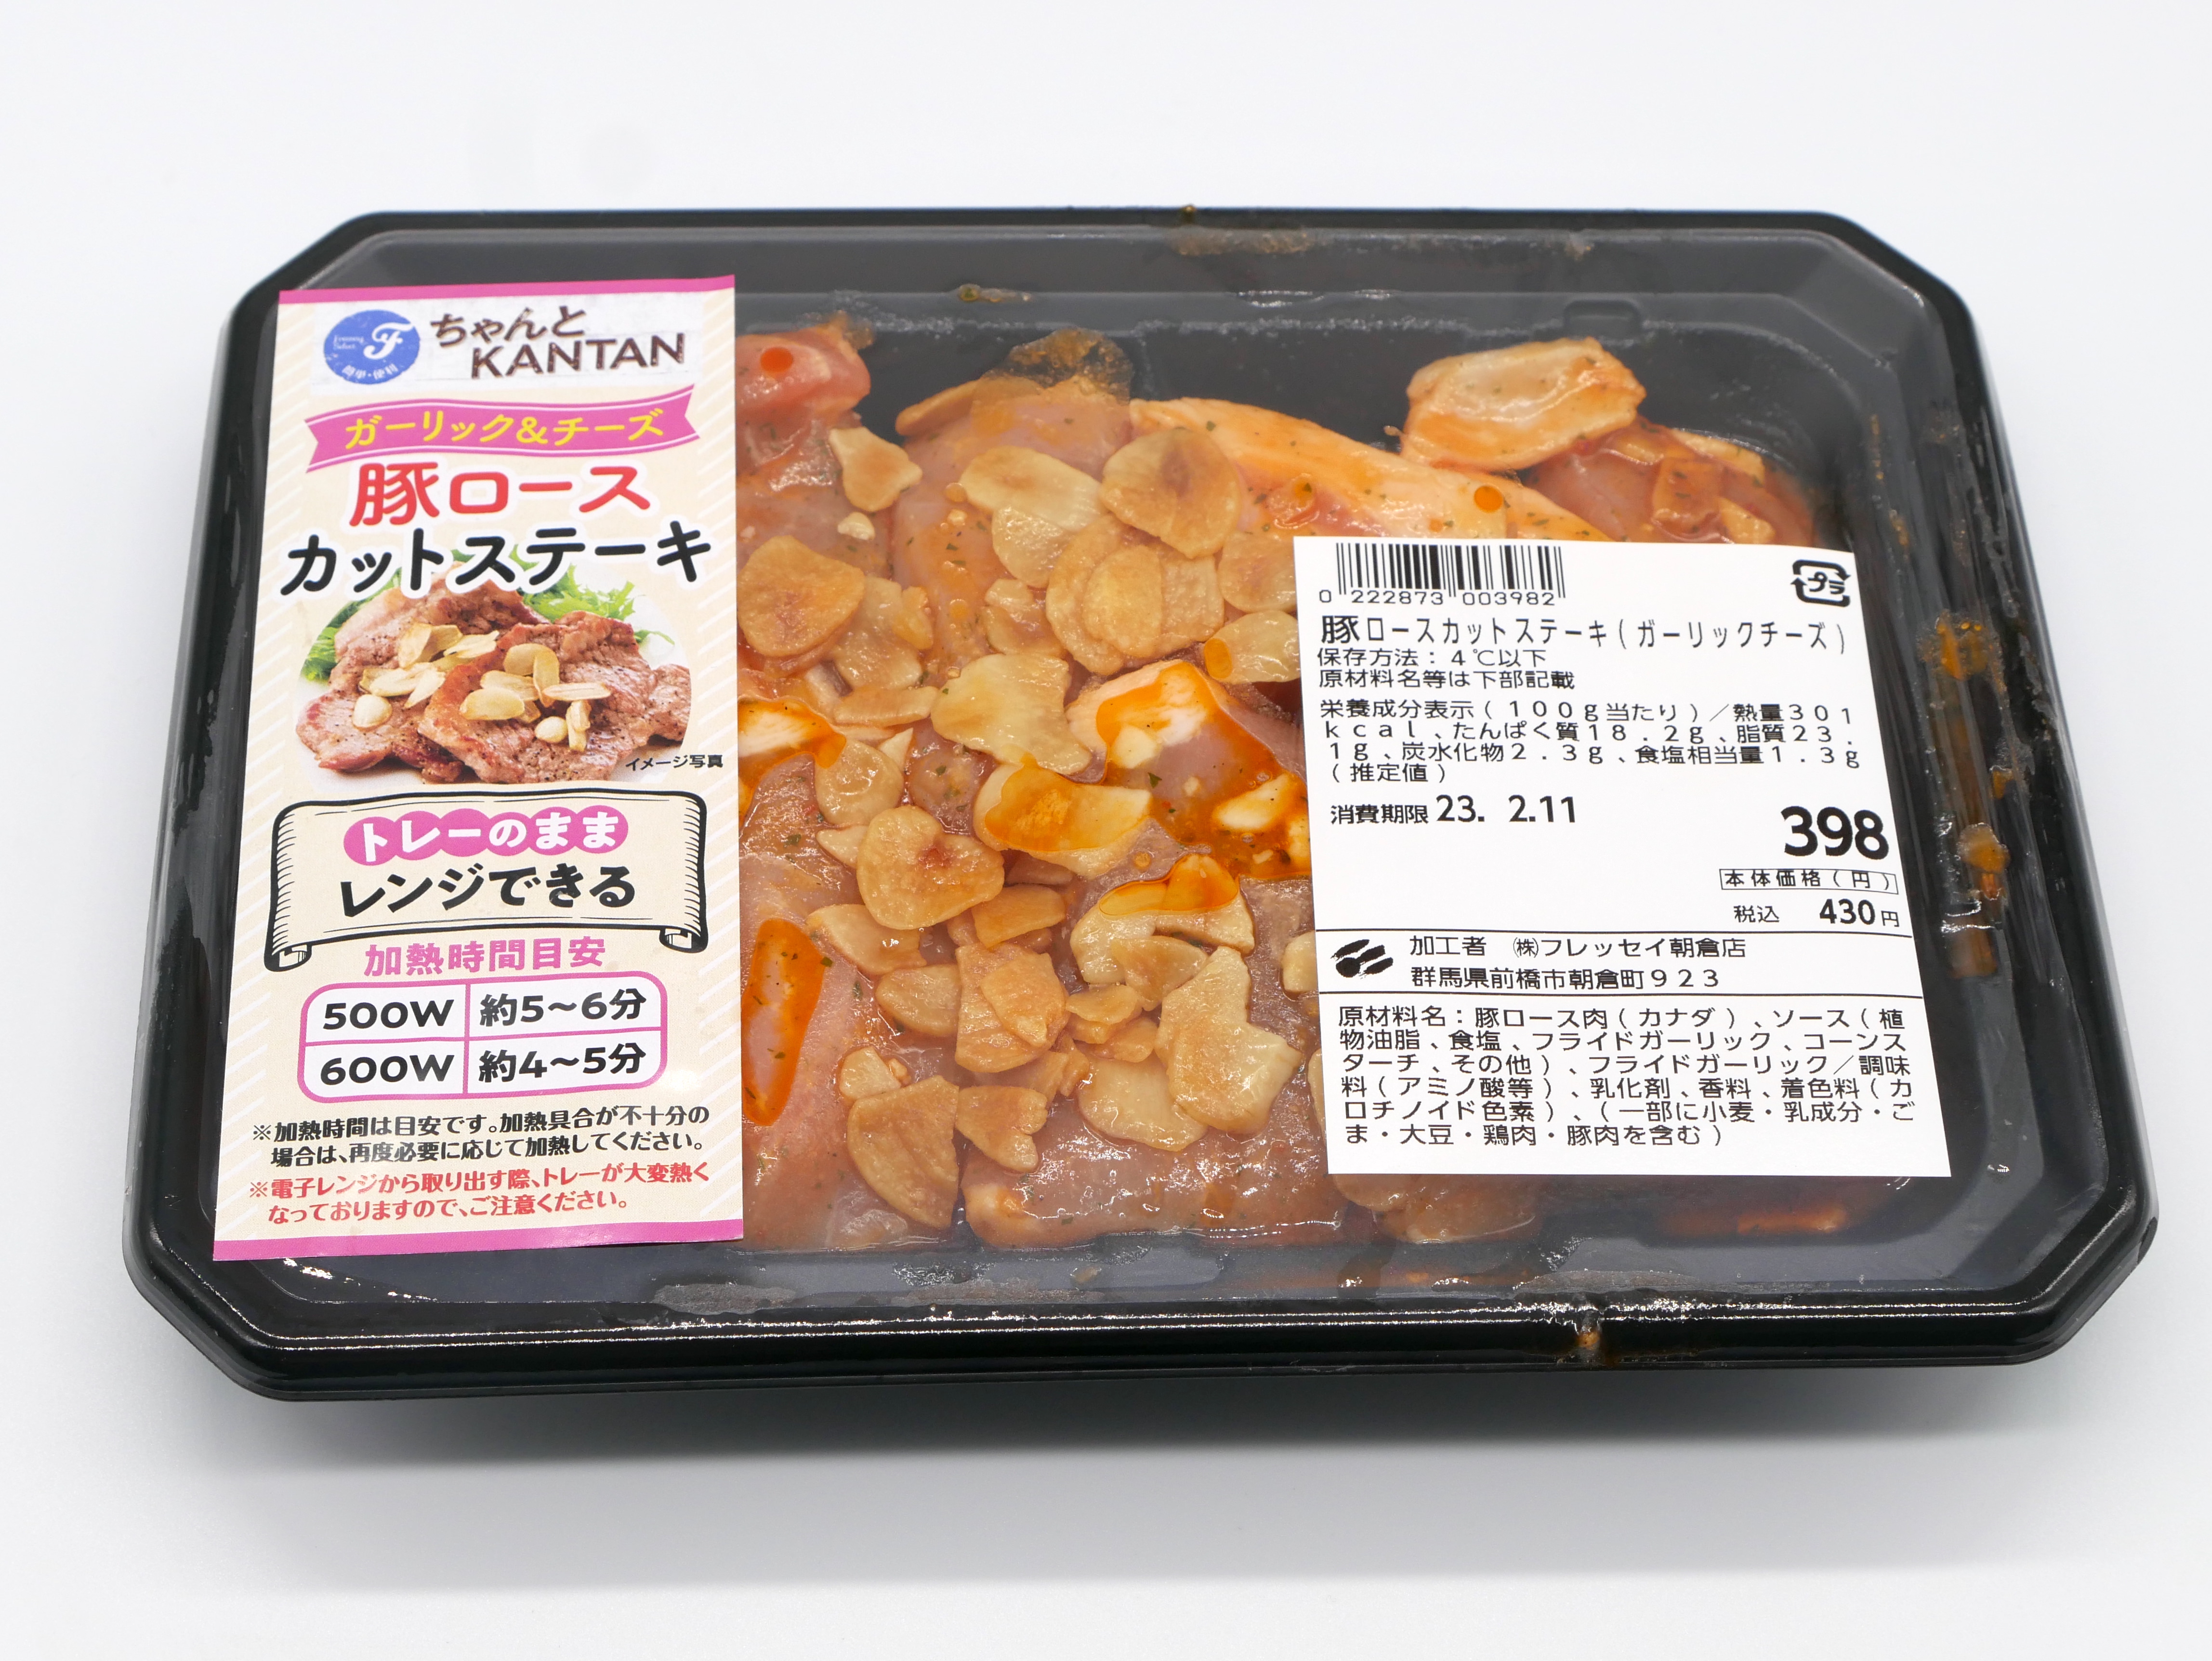 ちゃんと
KANTAN
簡単・便利
ガーリック&チーズ
豚ロース
カットステーキ
イメージ写真
トレーのまま
レンジできる
加熱時間目安
500W 約5〜6分
600W 約4〜5分
※加熱時間は目安です。加熱具合が不十分の
場合は、再度必要に応じて加熱してください。
※電子レンジから取り出す際、トレーが大変熱く
なっておりますので、ご注意ください。
0 222873 003982
プラ
豚ロースカットステーキ(ガーリックチーズ)
保存方法:4℃以下
原材料名等は下部記載
栄養成分表示(100g当たり)/熱量301
kcal、たんぱく質18.2g、脂質23.
1g、炭水化物2.3g、食塩相当量1.3g
(推定値)
消費期限 23. 2.11
398
本体価格(円)
税込 430円
加工者 ㈱フレッセイ朝倉店
群馬県前橋市朝倉町923
原材料名:豚ロース肉(カナダ)、ソース(植
物油脂、食塩、フライドガーリック、コーンス
ターチ、その他)、フライドガーリック/調味
料(アミノ酸等)、乳化剤、香料、着色料(カ
ロチノイド色素)、(一部に小麦・乳成分・ご
ま・大豆・鶏肉・豚肉を含む)